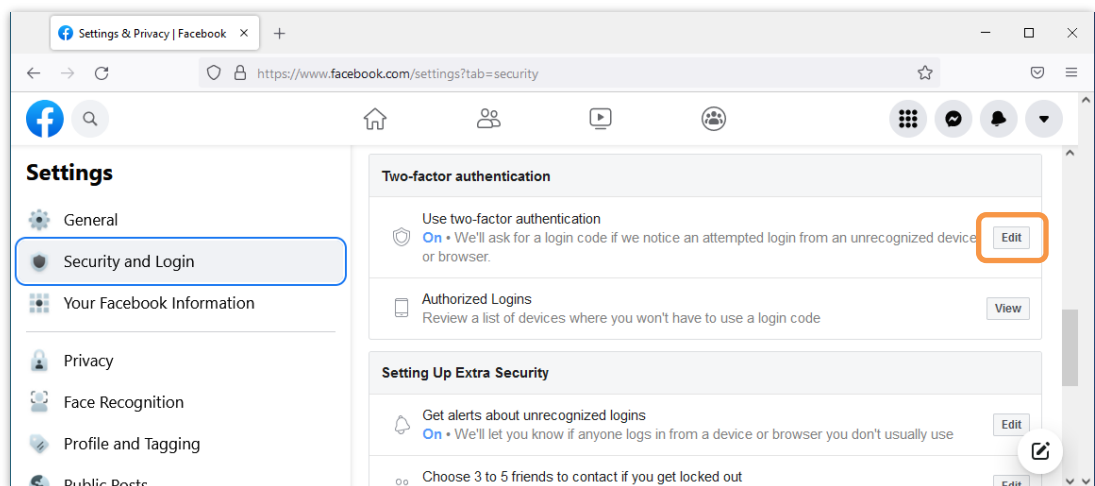 Settings & Privacy | Facebook
https://www.facebook.com/settings?tab=security
Settings
General
Security and Login
Your Facebook Information
Privacy
Face Recognition
Profile and Tagging
Public Posts
Two-factor authentication
Use two-factor authentication
On • We'll ask for a login code if we notice an attempted login from an unrecognized device
or browser.
Edit
Authorized Logins
Review a list of devices where you won't have to use a login code
View
Setting Up Extra Security
Get alerts about unrecognized logins
On • We'll let you know if anyone logs in from a device or browser you don't usually use
Edit
Choose 3 to 5 friends to contact if you get locked out
Edit